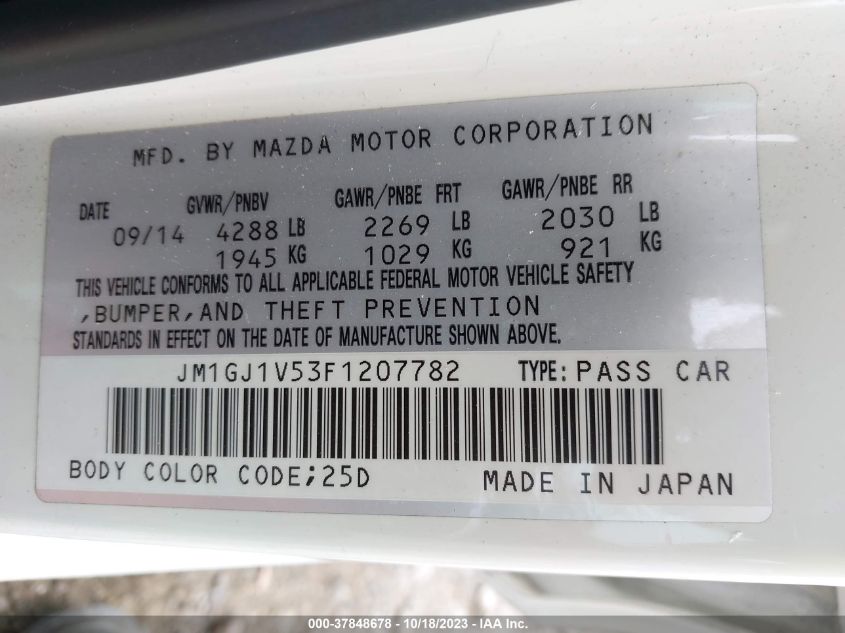 MFD. BY MAZDA MOTOR CORPORATION
DATE GVWR/PNBV GAWR/PNBE FRT GAWR/PNBE RR
09/14 4288 LB 2269 LB 2030 LB
1945 KG 1029 KG 921 KG
THIS VEHICLE CONFORMS TO ALL APPLICABLE FEDERAL MOTOR VEHICLE SAFETY
,BUMPER,AND THEFT PREVENTION
STANDARDS IN EFFECT ON THE DATE OF MANUFACTURE SHOWN ABOVE.
JM1GJ1V53F1207782 TYPE: PASS CAR
BODY COLOR CODE;25D MADE IN JAPAN
000-37848678 - 10/18/2023 - IAA Inc.